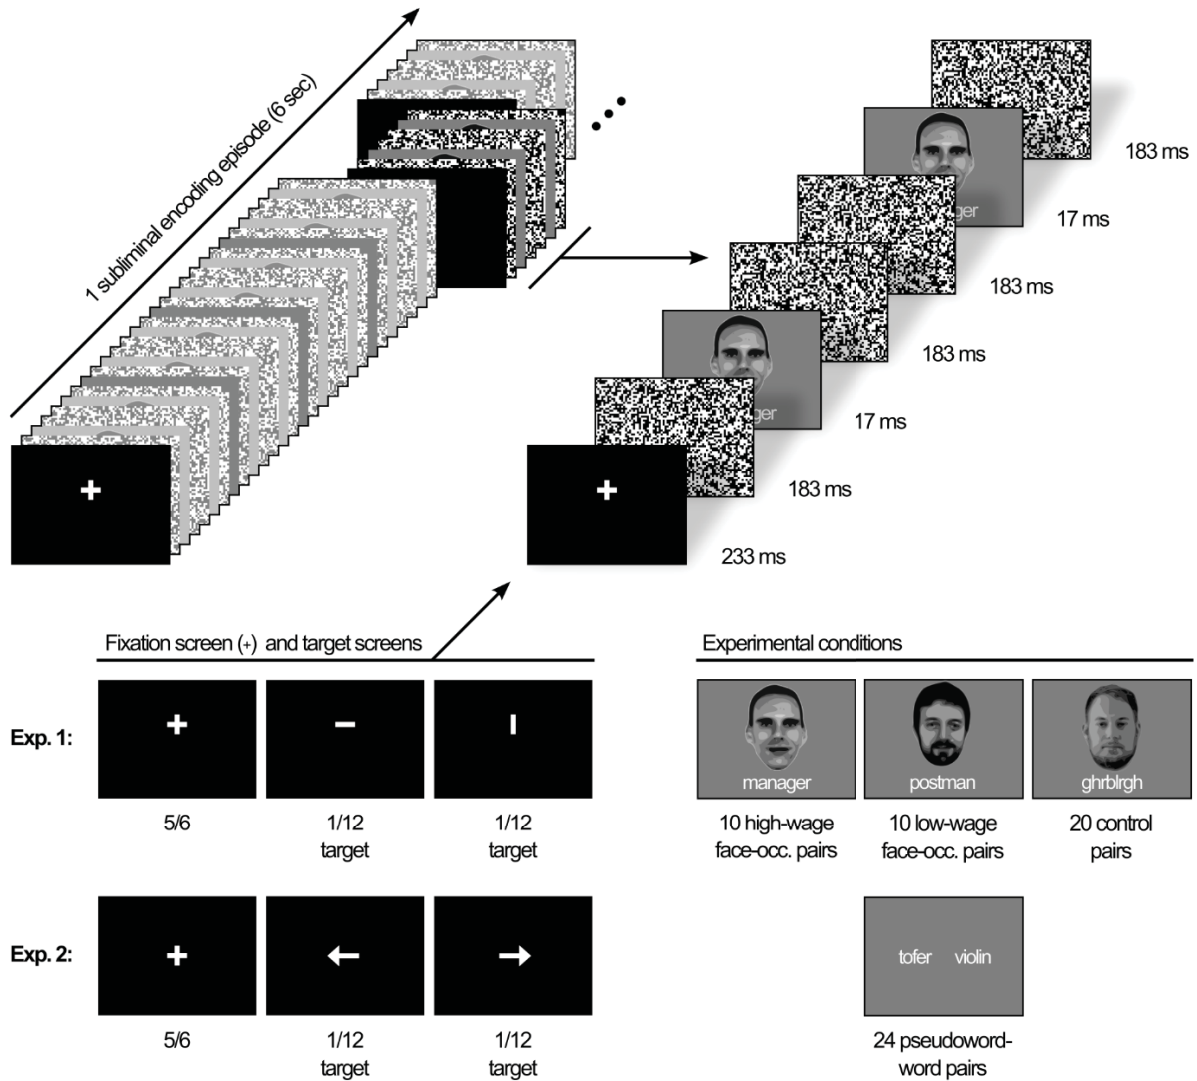 1 subliminal encoding episode (6 sec)
183 ms
ger
17 ms
183 ms
183 ms
ger
17 ms
183 ms
+
+
233 ms
Fixation screen (+) and target screens
Experimental conditions
Exp. 1:
manager
postman
ghrblrgh
5/6
1/12
target
1/12
target
10 high-wage
face-occ. pairs
10 low-wage
face-occ. pairs
20 control
pairs
Exp. 2:
tofer violin
5/6
1/12
target
1/12
target
24 pseudoword-
word pairs